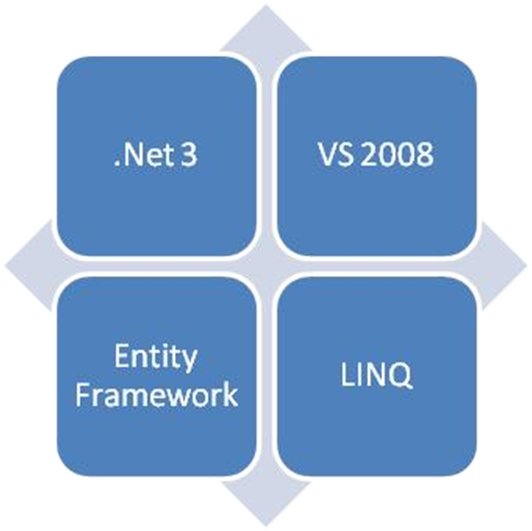 .Net 3
VS 2008
Entity
Framework
LINQ